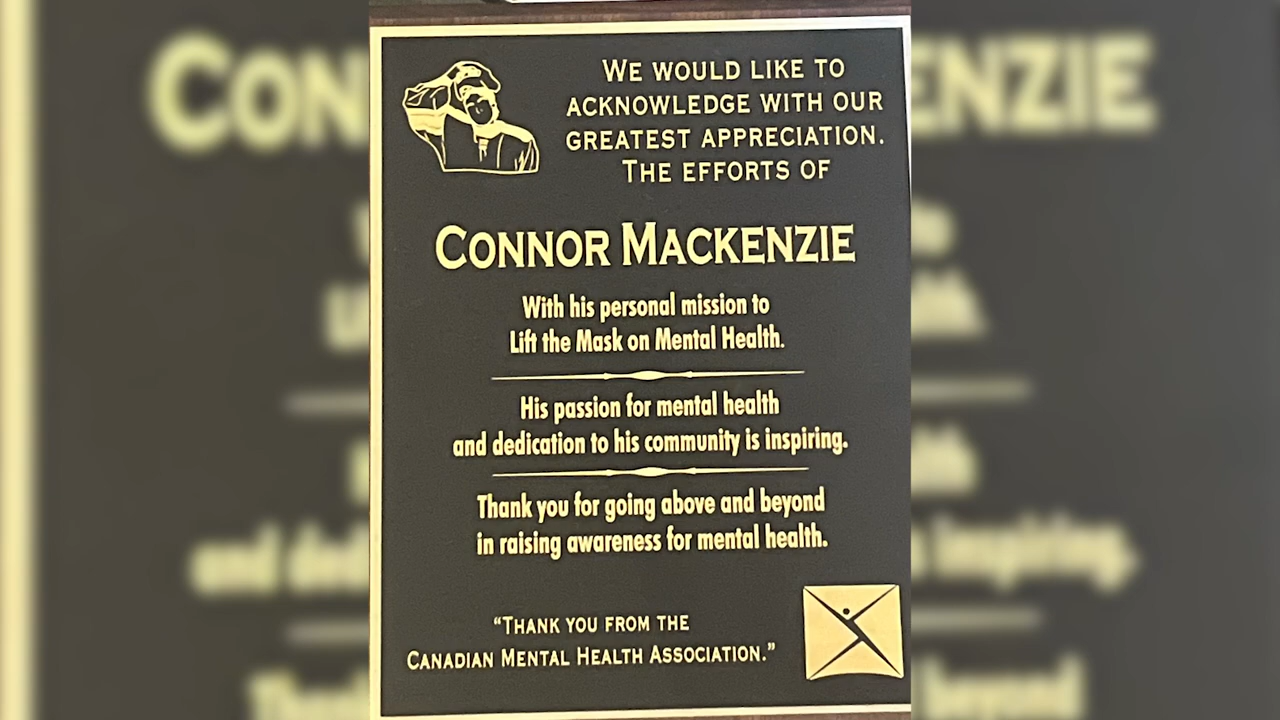 We would like to
acknowledge with our
greatest appreciation.
The efforts of
Connor Mackenzie
With his personal mission to
Lift the Mask on Mental Health.
His passion for mental health
and dedication to his community is inspiring.
Thank you for going above and beyond
in raising awareness for mental health.
“Thank you from the
Canadian Mental Health Association.”